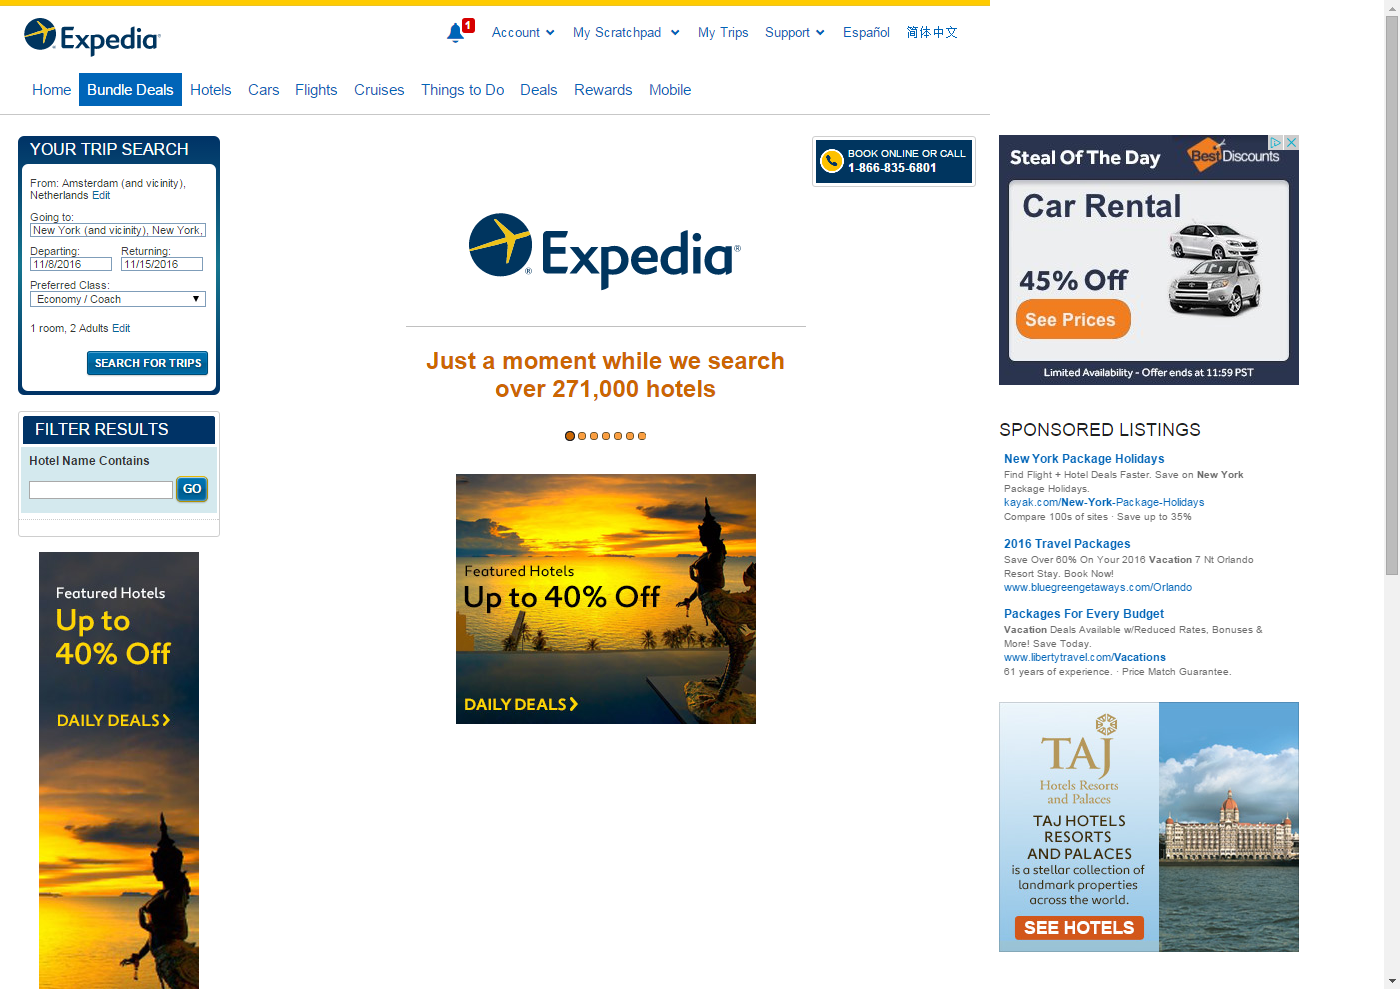 Expedia
1
Account
My Scratchpad
My Trips
Support
Español
简体中文
Home
Bundle Deals
Hotels
Cars
Flights
Cruises
Things to Do
Deals
Rewards
Mobile
YOUR TRIP SEARCH
From: Amsterdam (and vicinity),
Netherlands Edit
Going to:
New York (and vicinity), New York,
Departing: Returning:
11/8/2016 11/15/2016
Preferred Class:
Economy / Coach
1 room, 2 Adults Edit
SEARCH FOR TRIPS
FILTER RESULTS
Hotel Name Contains
GO
Featured Hotels
Up to
40% Off
DAILY DEALS
BOOK ONLINE OR CALL
1-866-835-6801
Expedia®
Just a moment while we search
over 271,000 hotels
Featured Hotels
Up to 40% Off
DAILY DEALS
Steal Of The Day
BestDiscounts
Car Rental
45% Off
See Prices
Limited Availability - Offer ends at 11:59 PST
SPONSORED LISTINGS
New York Package Holidays
Find Flight + Hotel Deals Faster. Save on New York
Package Holidays.
kayak.com/New-York-Package-Holidays
Compare 100s of sites · Save up to 35%
2016 Travel Packages
Save Over 60% On Your 2016 Vacation 7 Nt Orlando
Resort Stay. Book Now!
www.bluegreengetaways.com/Orlando
Packages For Every Budget
Vacation Deals Available w/Reduced Rates, Bonuses &
More! Save Today.
www.libertytravel.com/Vacations
61 years of experience. · Price Match Guarantee.
TAJ
Hotels Resorts
and Palaces
TAJ HOTELS
RESORTS
AND PALACES
is a stellar collection of
landmark properties
across the world.
SEE HOTELS